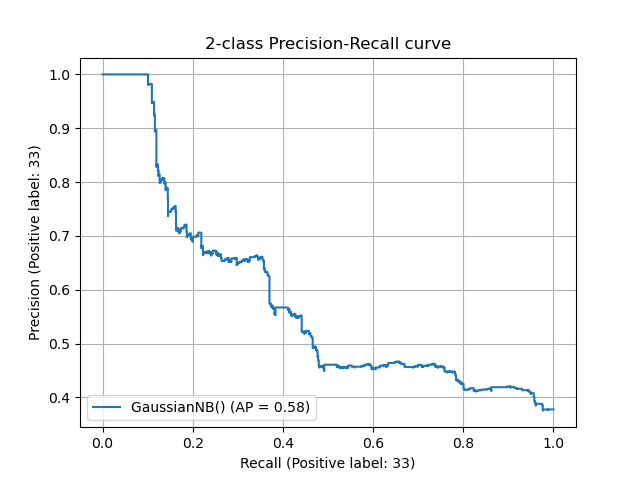 2-class Precision-Recall curve
1.0
0.9
0.8
0.7
0.6
0.5
0.4
Precision (Positive label: 33)
GaussianNB() (AP = 0.58)
0.0 0.2 0.4 0.6 0.8 1.0
Recall (Positive label: 33)